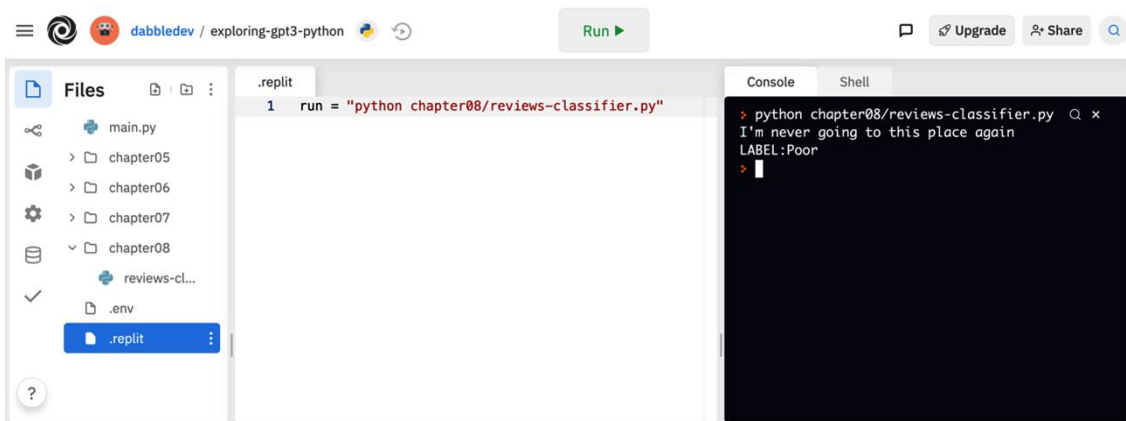 dabbledev / exploring-gpt3-python
Run
Upgrade
Share
Files
main.py
chapter05
chapter06
chapter07
chapter08
reviews-cl...
.env
.replit
?
.replit
1 run = "python chapter08/reviews-classifier.py"
Console Shell
python chapter08/reviews-classifier.py
I'm never going to this place again
LABEL:Poor